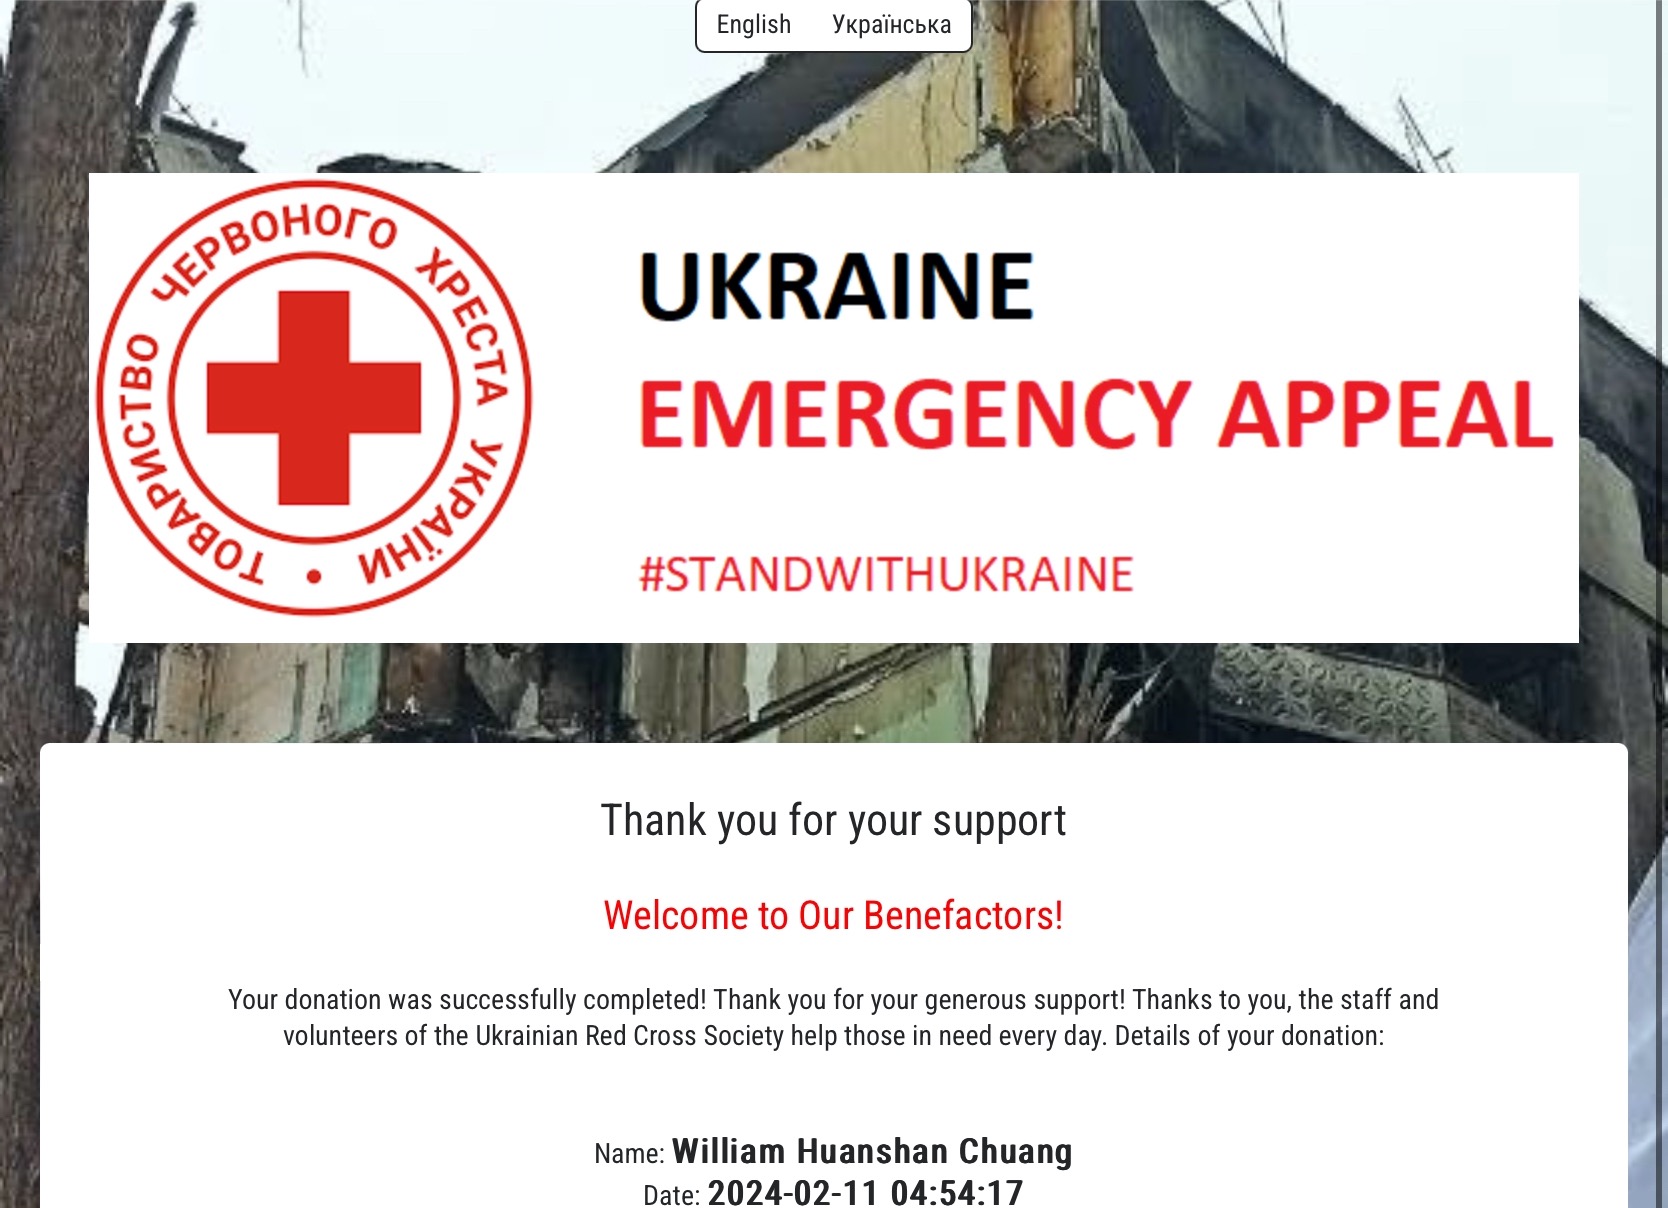 English Українська
ТОВАРИСТВО ЧЕРВОНОГО ХРЕСТА УКРАЇНИ •
UKRAINE
EMERGENCY APPEAL
#STANDWITHUKRAINE
Thank you for your support
Welcome to Our Benefactors!
Your donation was successfully completed! Thank you for your generous support! Thanks to you, the staff and
volunteers of the Ukrainian Red Cross Society help those in need every day. Details of your donation:
Name: William Huanshan Chuang
Date: 2024-02-11 04:54:17